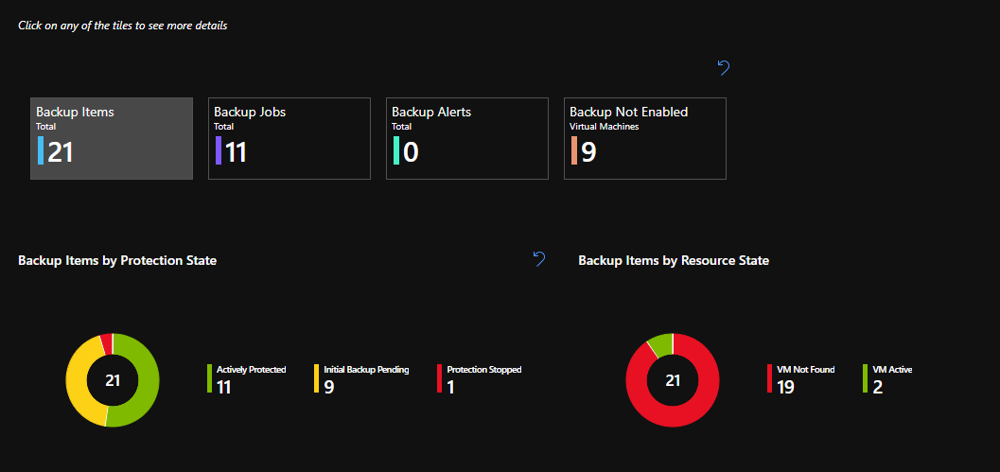 Click on any of the tiles to see more details
Backup Items
Total
21
Backup Jobs
Total
11
Backup Alerts
Total
0
Backup Not Enabled
Virtual Machines
9
Backup Items by Protection State
21
Actively Protected
11
Initial Backup Pending
9
Protection Stopped
1
Backup Items by Resource State
21
VM Not Found
19
VM Active
2